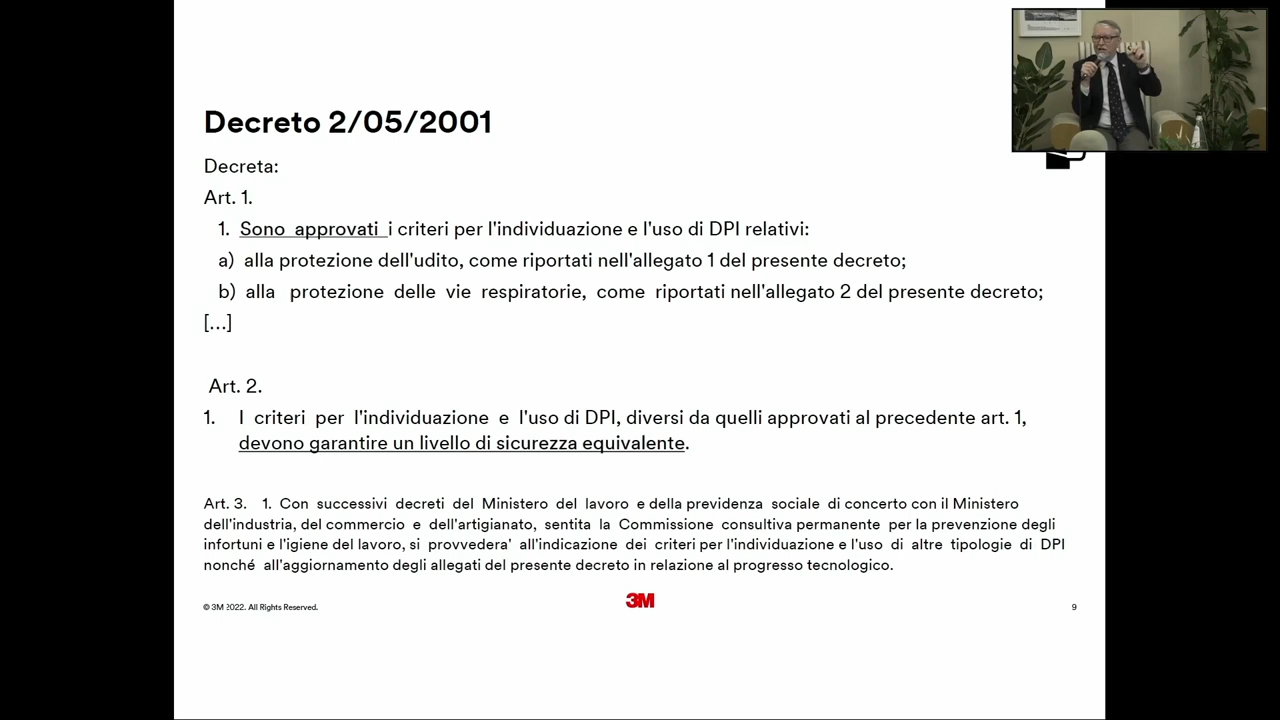 Decreto 2/05/2001
Decreta:
Art. 1.
1. Sono approvati i criteri per l'individuazione e l'uso di DPI relativi:
a) alla protezione dell'udito, come riportati nell'allegato 1 del presente decreto;
b) alla protezione delle vie respiratorie, come riportati nell'allegato 2 del presente decreto;
[...]
Art. 2.
1. I criteri per l'individuazione e l'uso di DPI, diversi da quelli approvati al precedente art. 1,
devono garantire un livello di sicurezza equivalente.
Art. 3. 1. Con successivi decreti del Ministero del lavoro e della previdenza sociale di concerto con il Ministero
dell'industria, del commercio e dell'artigianato, sentita la Commissione consultiva permanente per la prevenzione degli
infortuni e l'igiene del lavoro, si provvedera' all'indicazione dei criteri per l'individuazione e l'uso di altre tipologie di DPI
nonché all'aggiornamento degli allegati del presente decreto in relazione al progresso tecnologico.
© 3M 2022. All Rights Reserved.
3M
9